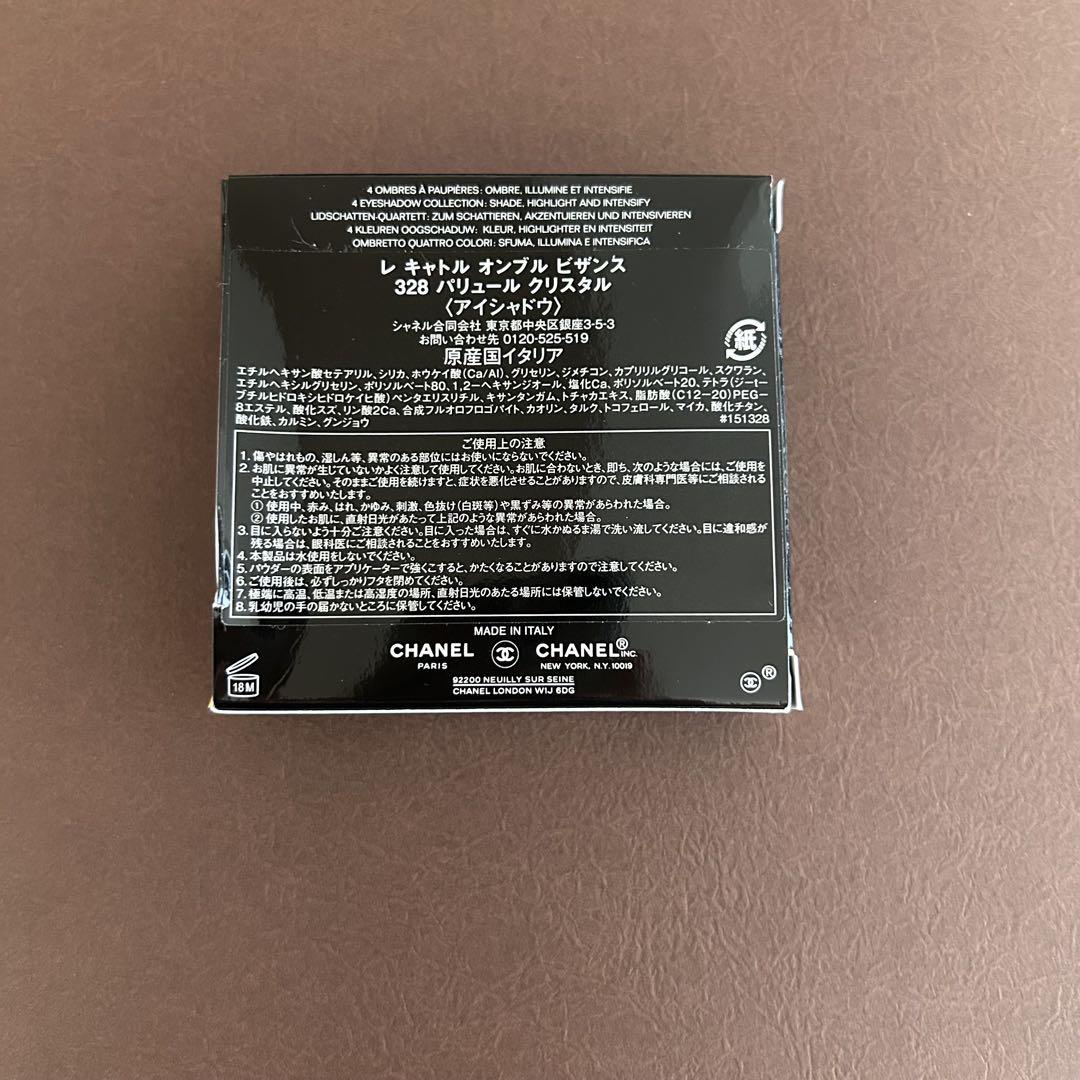 4 OMBRES À PAUPIÈRES: OMBRE, ILLUMINE ET INTENSIFIE
4 EYESHADOW COLLECTION: SHADE, HIGHLIGHT AND INTENSIFY
LIDSCHATTEN-QUARTETT: ZUM SCHATTIEREN, AKZENTUIEREN UND INTENSIVIEREN
4 KLEUREN OOGSCHADUW: KLEUR, HIGHLIGHTER EN INTENSITEIT
OMBRETTO QUATTRO COLORI: SFUMA, ILLUMINA E INTENSIFICA
レ キャトル オンブル ビザンス
328 パリュール クリスタル
〈アイシャドウ〉
シャネル合同会社 東京都中央区銀座3-5-3
お問い合わせ先 0120-525-519
原産国イタリア
紙
エチルヘキサン酸セテアリル、シリカ、ホウケイ酸(Ca/Al)、グリセリン、ジメチコン、カプリリルグリコール、スクワラン、
エチルヘキシルグリセリン、ポリソルベート80、1,2-ヘキサンジオール、塩化Ca、ポリソルベート20、テトラ(ジ-t-
ブチルヒドロキシヒドロケイヒ酸)ペンタエリスリチル、キサンタンガム、トチャカエキス、脂肪酸(C12-20)PEG-
8エステル、酸化スズ、リン酸2Ca、合成フルオロフロゴパイト、カオリン、タルク、トコフェロール、マイカ、酸化チタン、
酸化鉄、カルミン、グンジョウ #151328
ご使用上の注意
1. 傷やはれもの、湿しん等、異常のある部位にはお使いにならないでください。
2. お肌に異常が生じていないかよく注意して使用してください。お肌に合わないとき、即ち、次のような場合には、ご使用を
中止してください。そのままご使用を続けますと、症状を悪化させることがありますので、皮膚科専門医等にご相談される
ことをおすすめいたします。
① 使用中、赤み、はれ、かゆみ、刺激、色抜け(白斑等)や黒ずみ等の異常があらわれた場合。
② 使用したお肌に、直射日光があたって上記のような異常があらわれた場合。
3. 目に入らないよう十分ご注意ください。目に入った場合は、すぐに水かぬるま湯で洗い流してください。目に違和感が
残る場合は、眼科医にご相談されることをおすすめいたします。
4. 本製品は水使用をしないでください。
5. パウダーの表面をアプリケーターで強くこすると、かたくなることがありますので注意してください。
6. ご使用後は、必ずしっかりフタを閉めてください。
7. 極端に高温、低温または高湿度の場所、直射日光のあたる場所には保管しないでください。
8. 乳幼児の手の届かないところに保管してください。
MADE IN ITALY
CHANEL CHANEL® INC.
PARIS NEW YORK, N.Y. 10019
92200 NEUILLY SUR SEINE
CHANEL LONDON W1J 6DG
18M
®